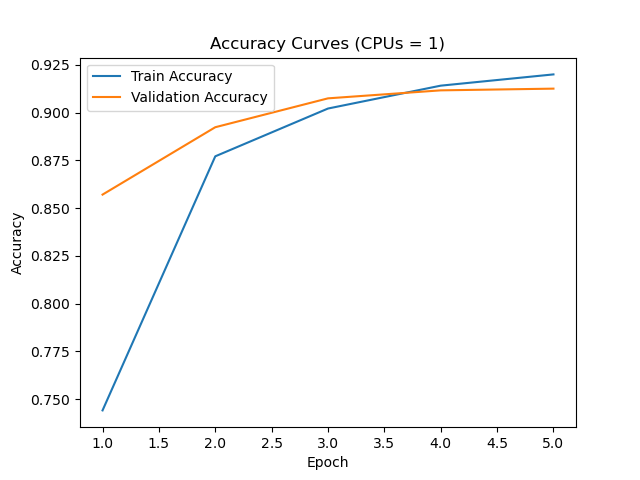 Accuracy Curves (CPUs = 1)
Train Accuracy
Validation Accuracy
0.925
0.900
0.875
0.850
0.825
0.800
0.775
0.750
Accuracy
1.0 1.5 2.0 2.5 3.0 3.5 4.0 4.5 5.0
Epoch